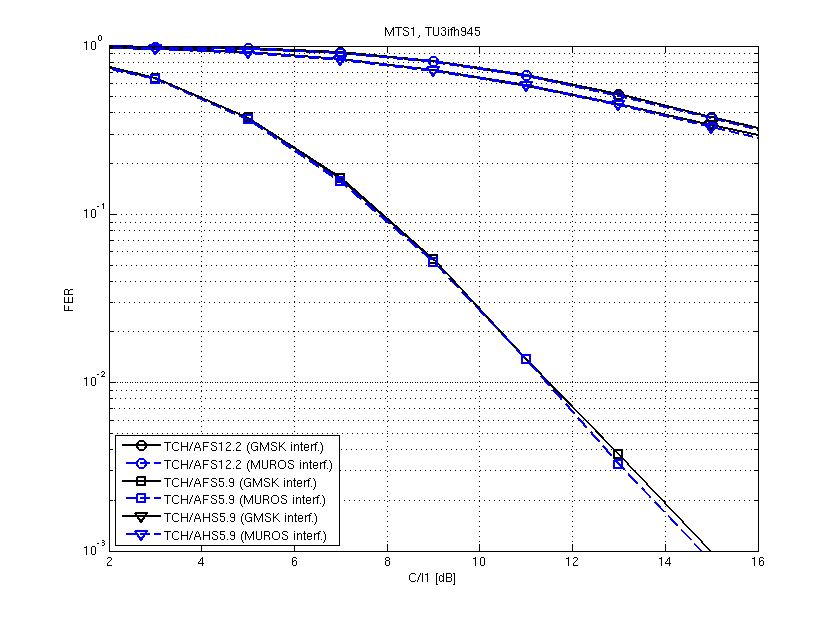 MTS1, TU3ifh945
10^0
10^-1
10^-2
10^-3
FER
TCH/AFS12.2 (GMSK interf.)
TCH/AFS12.2 (MUROS interf.)
TCH/AFS5.9 (GMSK interf.)
TCH/AFS5.9 (MUROS interf.)
TCH/AHS5.9 (GMSK interf.)
TCH/AHS5.9 (MUROS interf.)
2 4 6 8 10 12 14 16
C/I1 [dB]